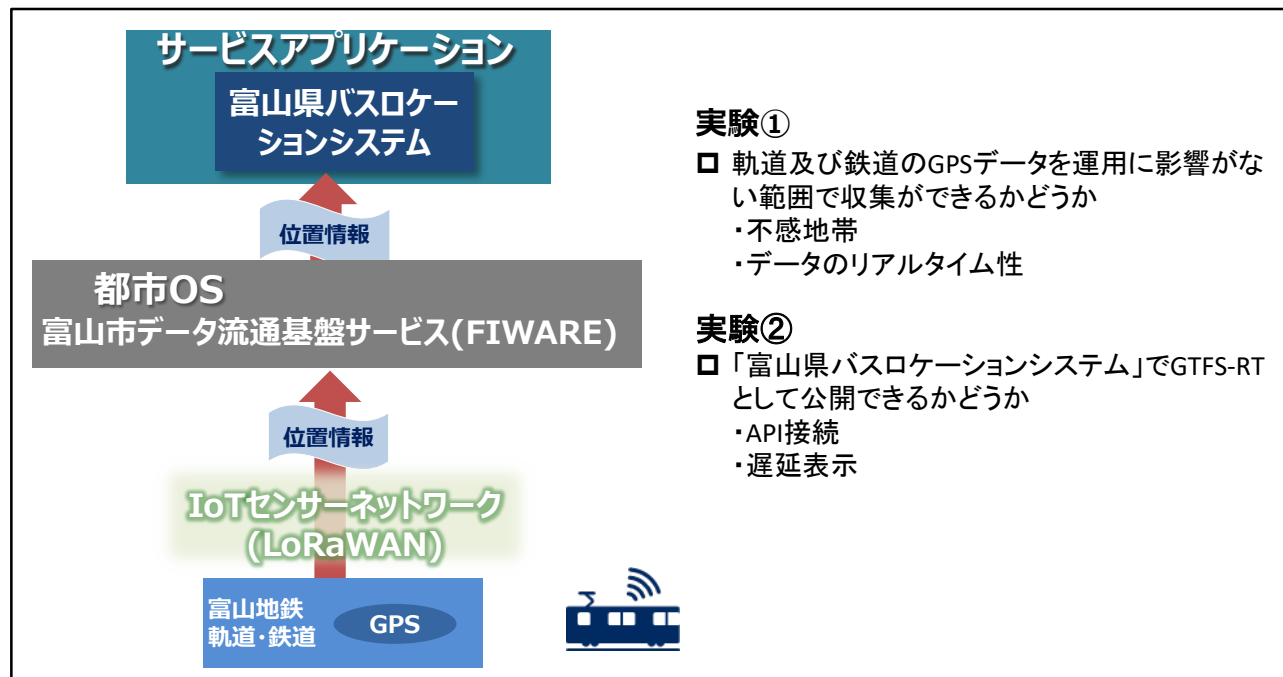 サービスアプリケーション
富山県バスロケー
ションシステム
位置情報
都市OS
富山市データ流通基盤サービス(FIWARE)
位置情報
IoTセンサーネットワーク
(LoRaWAN)
富山地鉄
軌道・鉄道
GPS
実験①
軌道及び鉄道のGPSデータを運用に影響がな
い範囲で収集ができるかどうか
・不感地帯
・データのリアルタイム性
実験②
「富山県バスロケーションシステム」でGTFS-RT
として公開できるかどうか
・API接続
・遅延表示